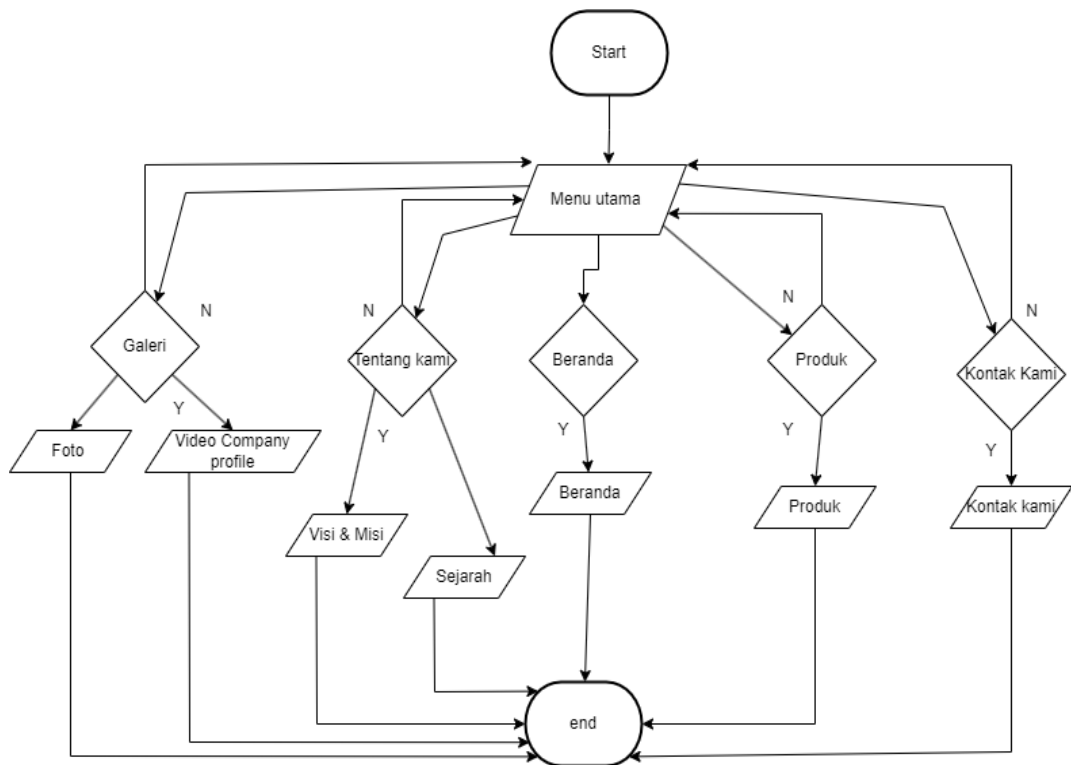 Start
Menu utama
N
N
N
N
Galeri
Tentang kami
Beranda
Produk
Kontak Kami
Y
Y
Y
Y
Y
Foto
Video Company
profile
Beranda
Produk
Kontak kami
Visi & Misi
Sejarah
end